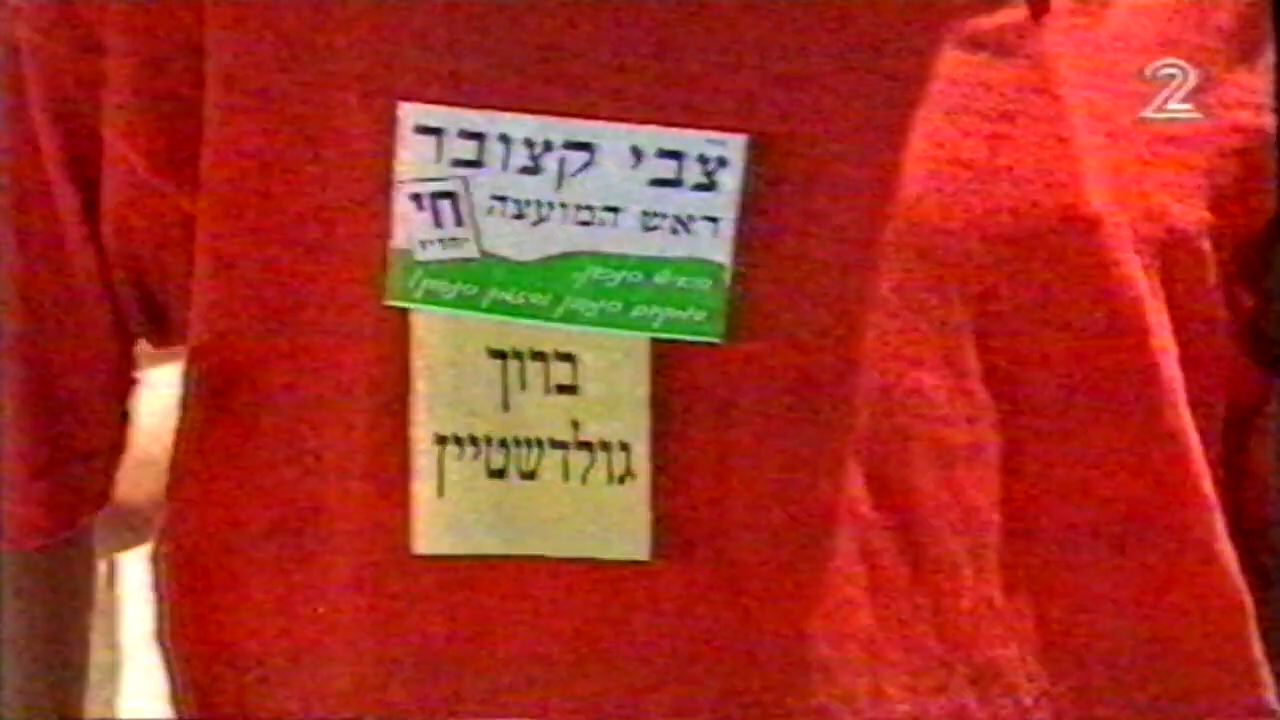 2
צבי קצובר
ראש המועצה
חי
ברוך
גולדשטיין